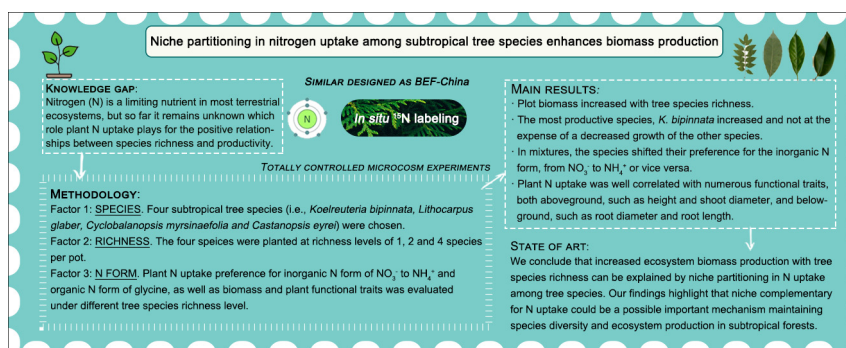 Niche partitioning in nitrogen uptake among subtropical tree species enhances biomass production
KNOWLEDGE GAP:
Nitrogen (N) is a limiting nutrient in most terrestrial
ecosystems, but so far it remains unknown which
role plant N uptake plays for the positive relation-
ships between species richness and productivity.
SIMILAR DESIGNED AS BEF-CHINA
N
In situ ¹⁵N labeling
TOTALLY CONTROLLED MICROCOSM EXPERIMENTS
METHODOLOGY:
Factor 1: SPECIES. Four subtropical tree species (i.e., Koelreuteria bipinnata, Lithocarpus
glaber, Cyclobalanopsis myrsinaefolia and Castanopsis eyrei) were chosen.
Factor 2: RICHNESS. The four speices were planted at richness levels of 1, 2 and 4 species
per pot.
Factor 3: N FORM. Plant N uptake preference for inorganic N form of NO₃⁻ to NH₄⁺ and
organic N form of glycine, as well as biomass and plant functional traits was evaluated
under different tree species richness level.
MAIN RESULTS:
· Plot biomass increased with tree species richness.
· The most productive species, K. bipinnata increased and not at the
expense of a decreased growth of the other species.
· In mixtures, the species shifted their preference for the inorganic N
form, from NO₃⁻ to NH₄⁺ or vice versa.
· Plant N uptake was well correlated with numerous functional traits,
both aboveground, such as height and shoot diameter, and below-
ground, such as root diameter and root length.
STATE OF ART:
We conclude that increased ecosystem biomass production with tree
species richness can be explained by niche partitioning in N uptake
among tree species. Our findings highlight that niche complementary
for N uptake could be a possible important mechanism maintaining
species diversity and ecosystem production in subtropical forests.